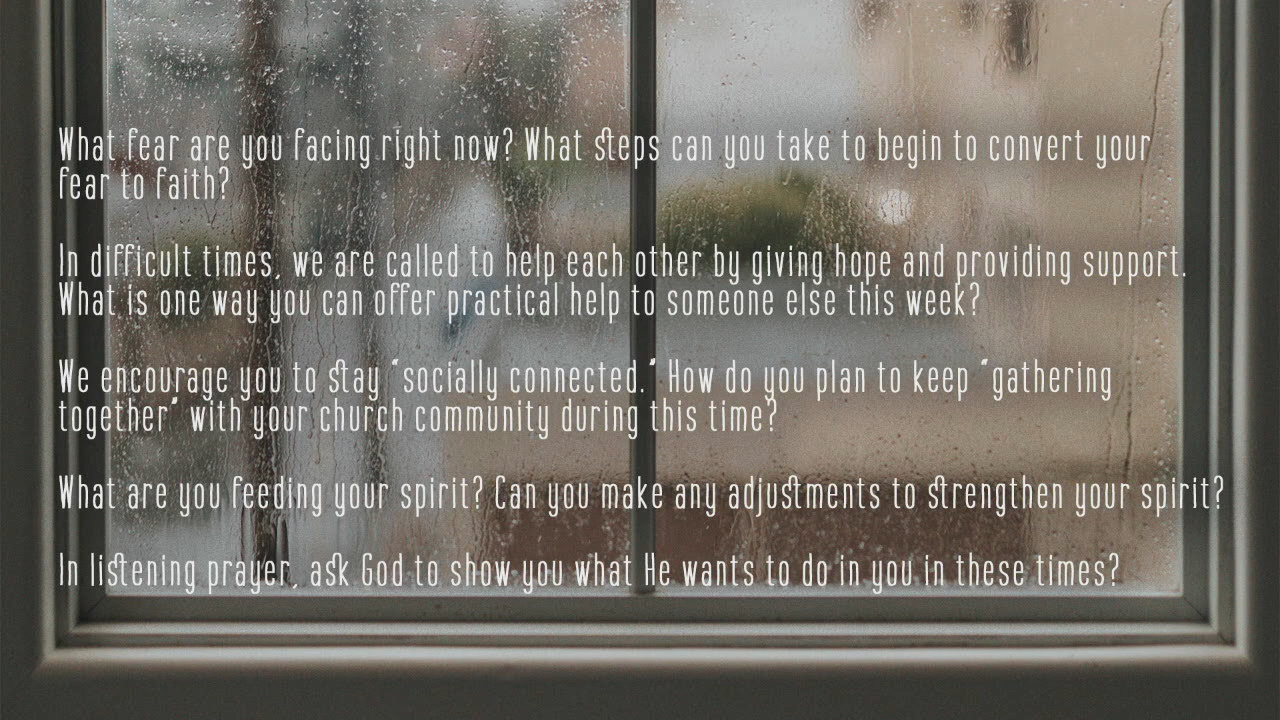 What fear are you facing right now? What steps can you take to begin to convert your
fear to faith?
In difficult times, we are called to help each other by giving hope and providing support.
What is one way you can offer practical help to someone else this week?
We encourage you to stay "socially connected." How do you plan to keep "gathering
together" with your church community during this time?
What are you feeding your spirit? Can you make any adjustments to strengthen your spirit?
In listening prayer, ask God to show you what He wants to do in you in these times?